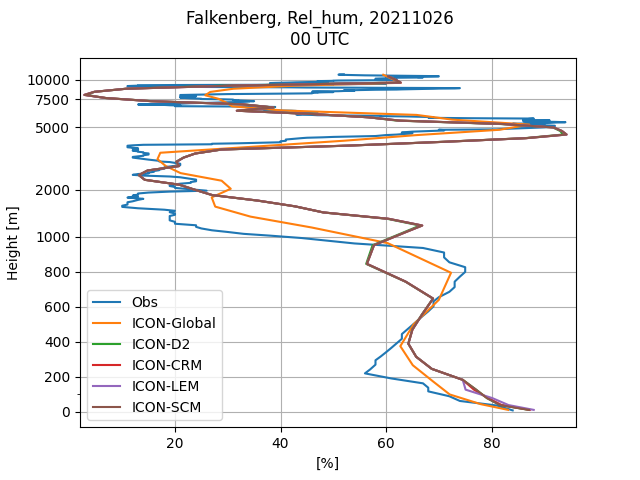 Falkenberg, Rel_hum, 20211026
00 UTC
10000
7500
5000
2000
1000
800
600
400
200
0
Height [m]
Obs
ICON-Global
ICON-D2
ICON-CRM
ICON-LEM
ICON-SCM
20
40
60
80
[%]